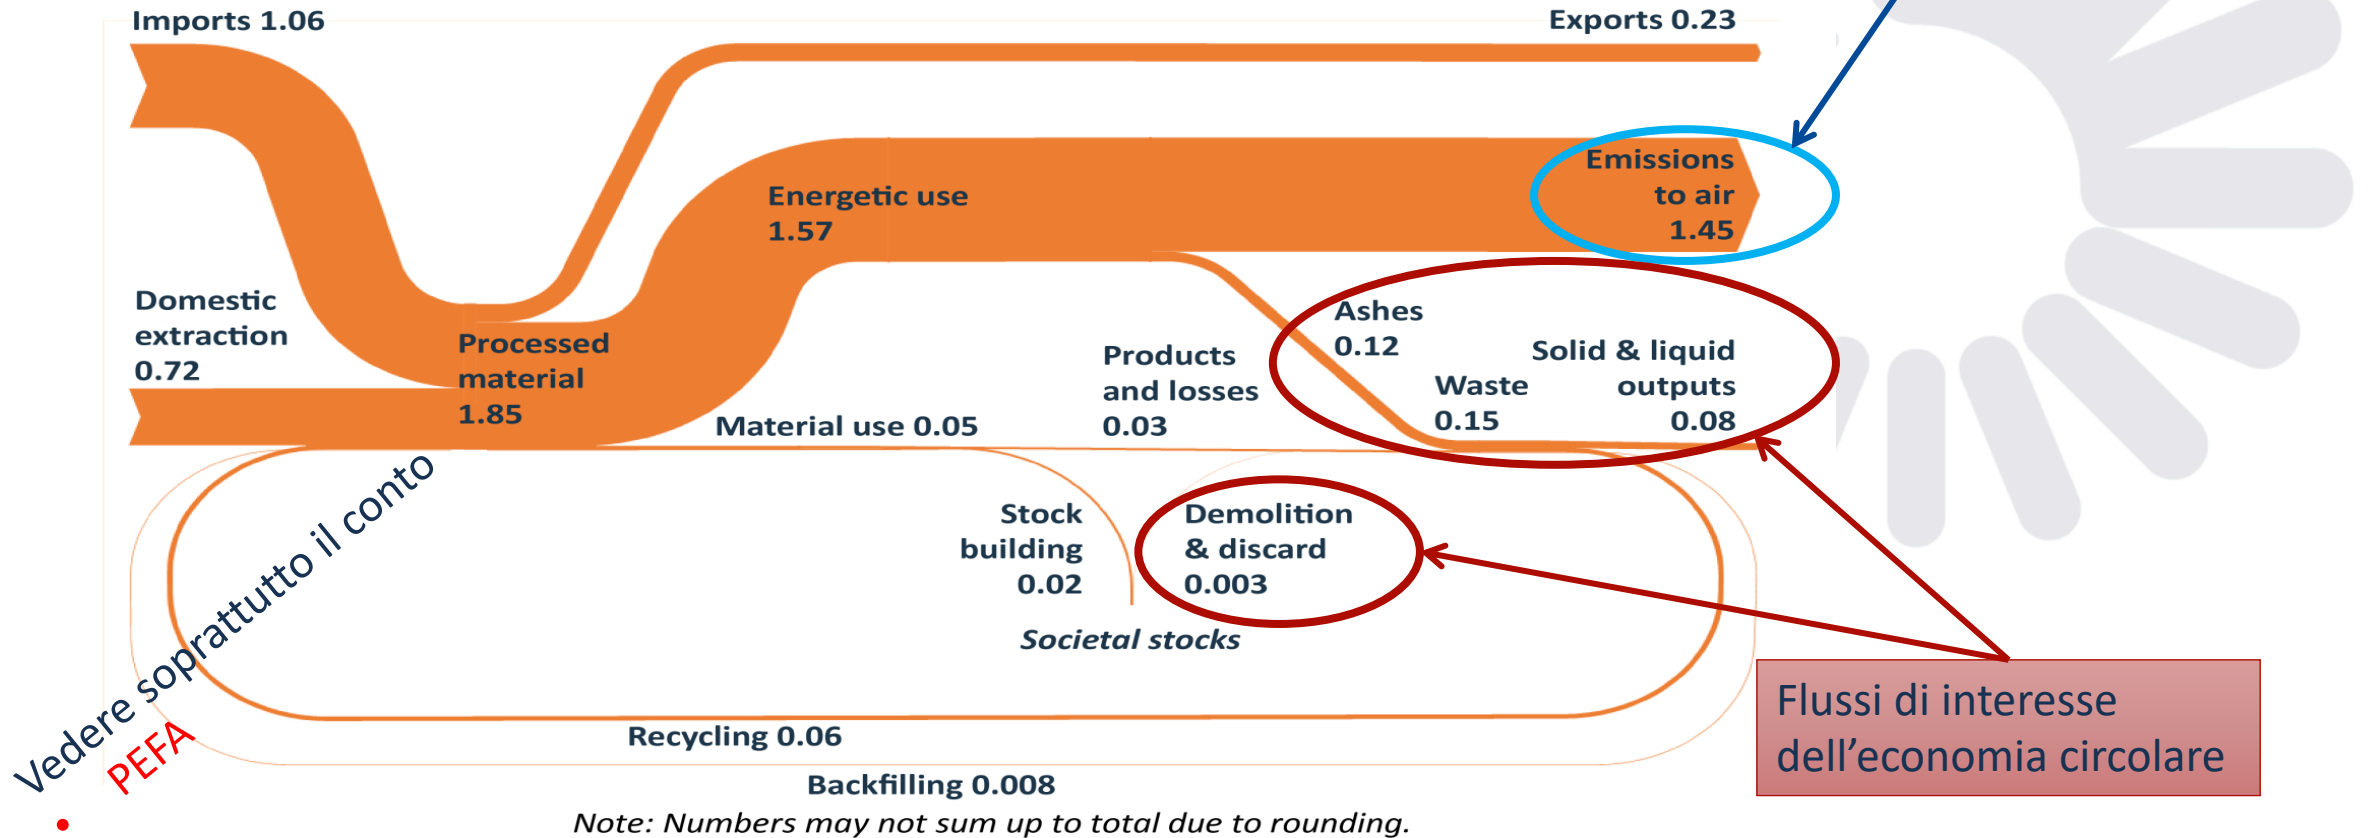 Imports 1.06
Exports 0.23
Emissions
to air
1.45
Energetic use
1.57
Domestic
extraction
0.72
Processed
material
1.85
Ashes
0.12
Products
and losses
0.03
Solid & liquid
outputs
0.08
Waste
0.15
Material use 0.05
Stock
building
0.02
Demolition
& discard
0.003
Societal stocks
Vedere soprattutto il conto
PEFA
Flussi di interesse
dell’economia circolare
Recycling 0.06
Backfilling 0.008
Note: Numbers may not sum up to total due to rounding.